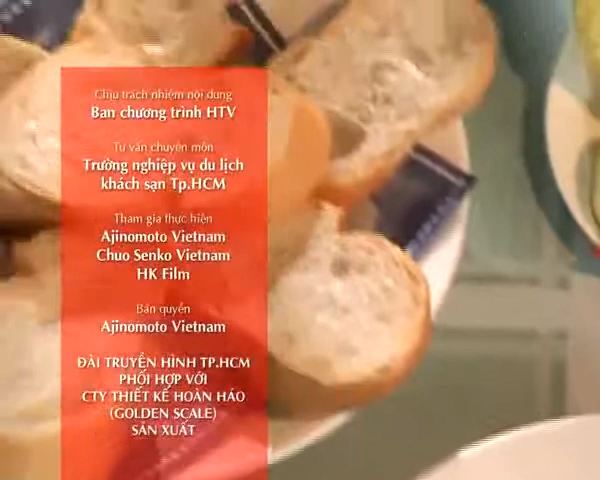 Chịu trách nhiệm nội dung
Ban chương trình HTV
Tư vấn chuyên môn
Trường nghiệp vụ du lịch
khách sạn Tp.HCM
Tham gia thực hiện
Ajinomoto Vietnam
Chuo Senko Vietnam
HK Film
Bản quyền
Ajinomoto Vietnam
ĐÀI TRUYỀN HÌNH TP.HCM
PHỐI HỢP VỚI
CTY THIẾT KẾ HOÀN HẢO
(GOLDEN SCALE)
SẢN XUẤT